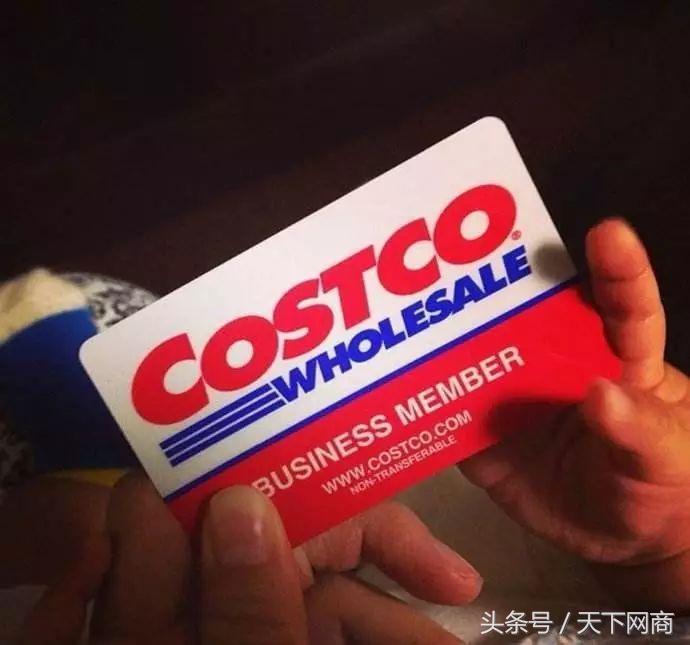 COSTCO®
WHOLESALE
BUSINESS MEMBER
WWW.COSTCO.COM
NON-TRANSFERABLE
头条号 / 天下网商